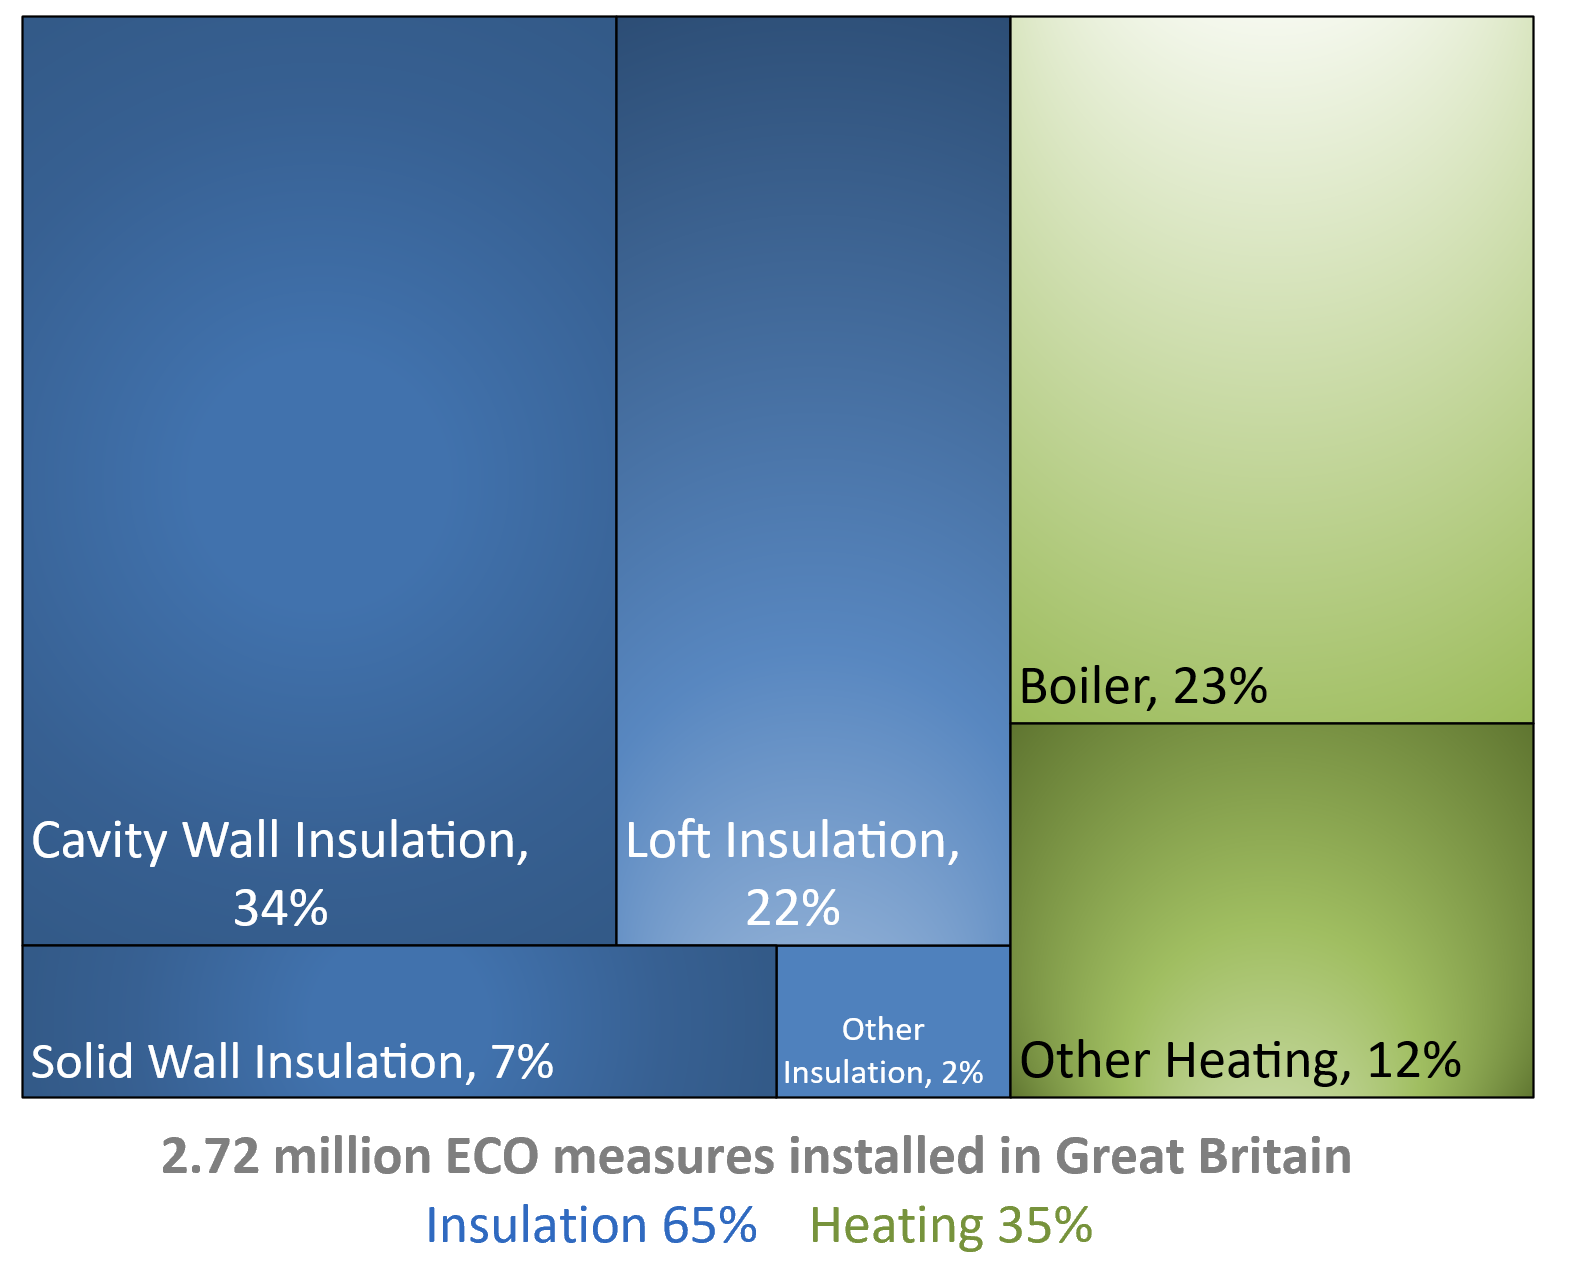 Cavity Wall Insulation,
34%
Loft Insulation,
22%
Boiler, 23%
Solid Wall Insulation, 7%
Other
Insulation, 2%
Other Heating, 12%
2.72 million ECO measures installed in Great Britain
Insulation 65% Heating 35%